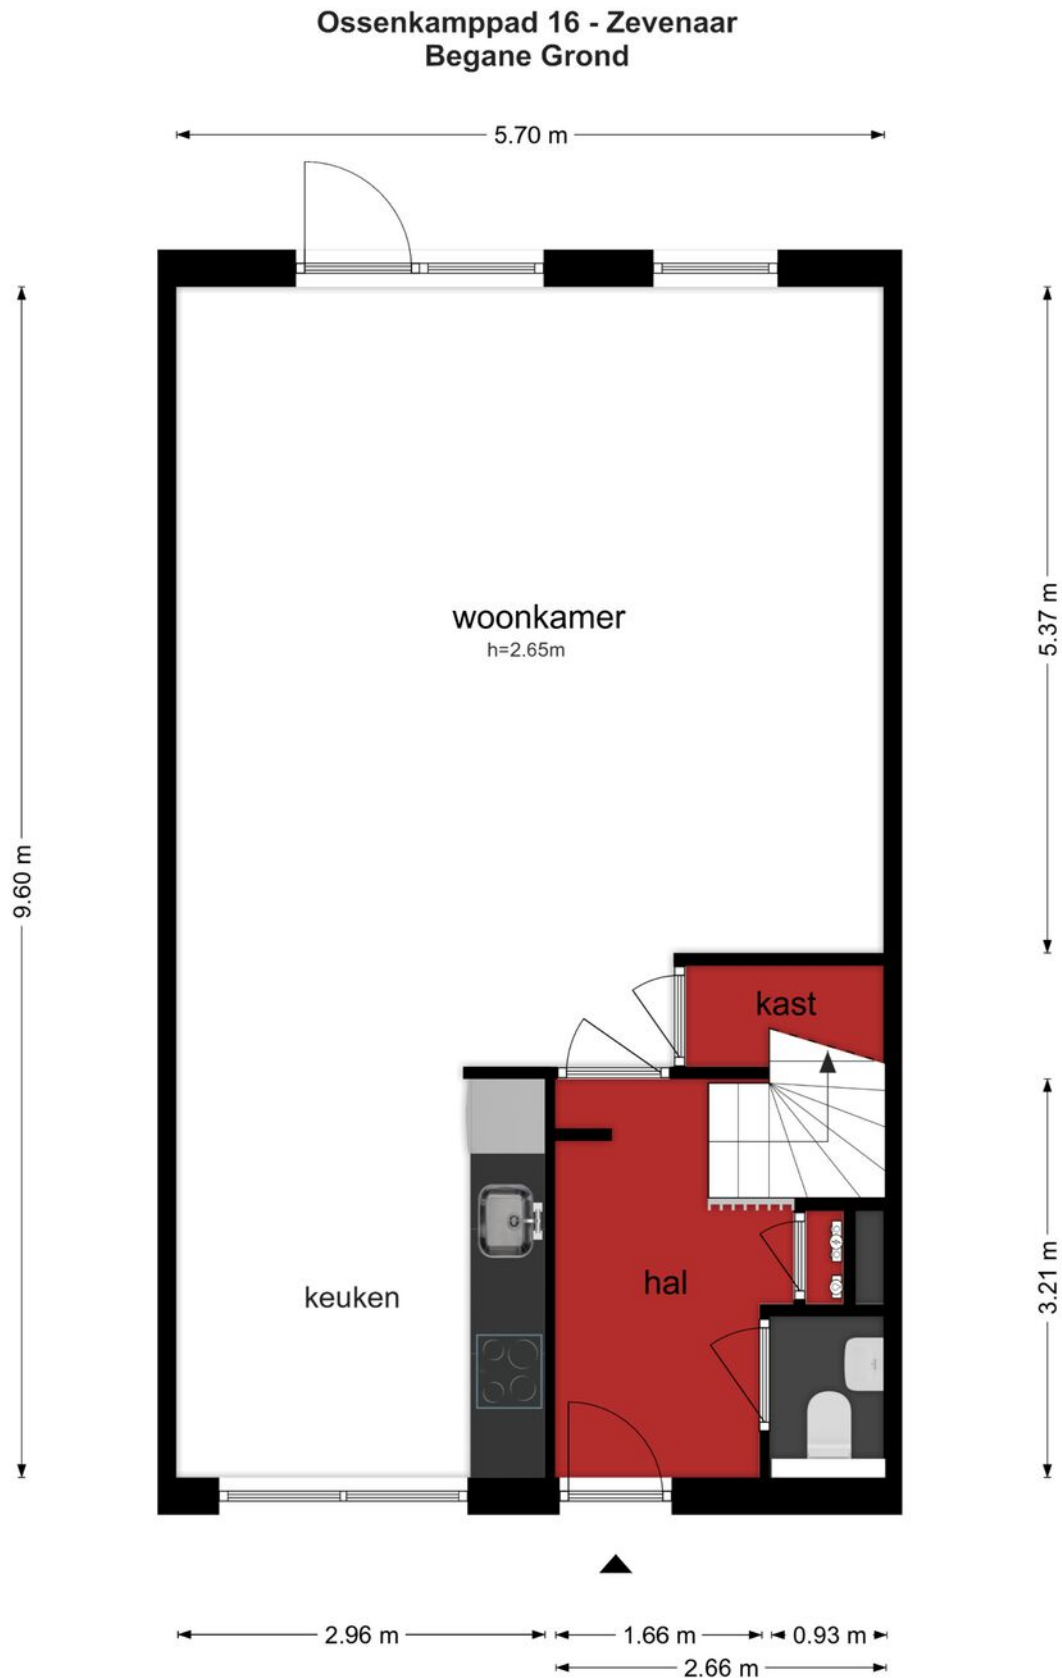 Ossenkamppad 16 - Zevenaar
Begane Grond
5.70 m
9.60 m
5.37 m
woonkamer
h=2.65m
kast
keuken
hal
3.21 m
2.96 m
1.66 m
0.93 m
2.66 m